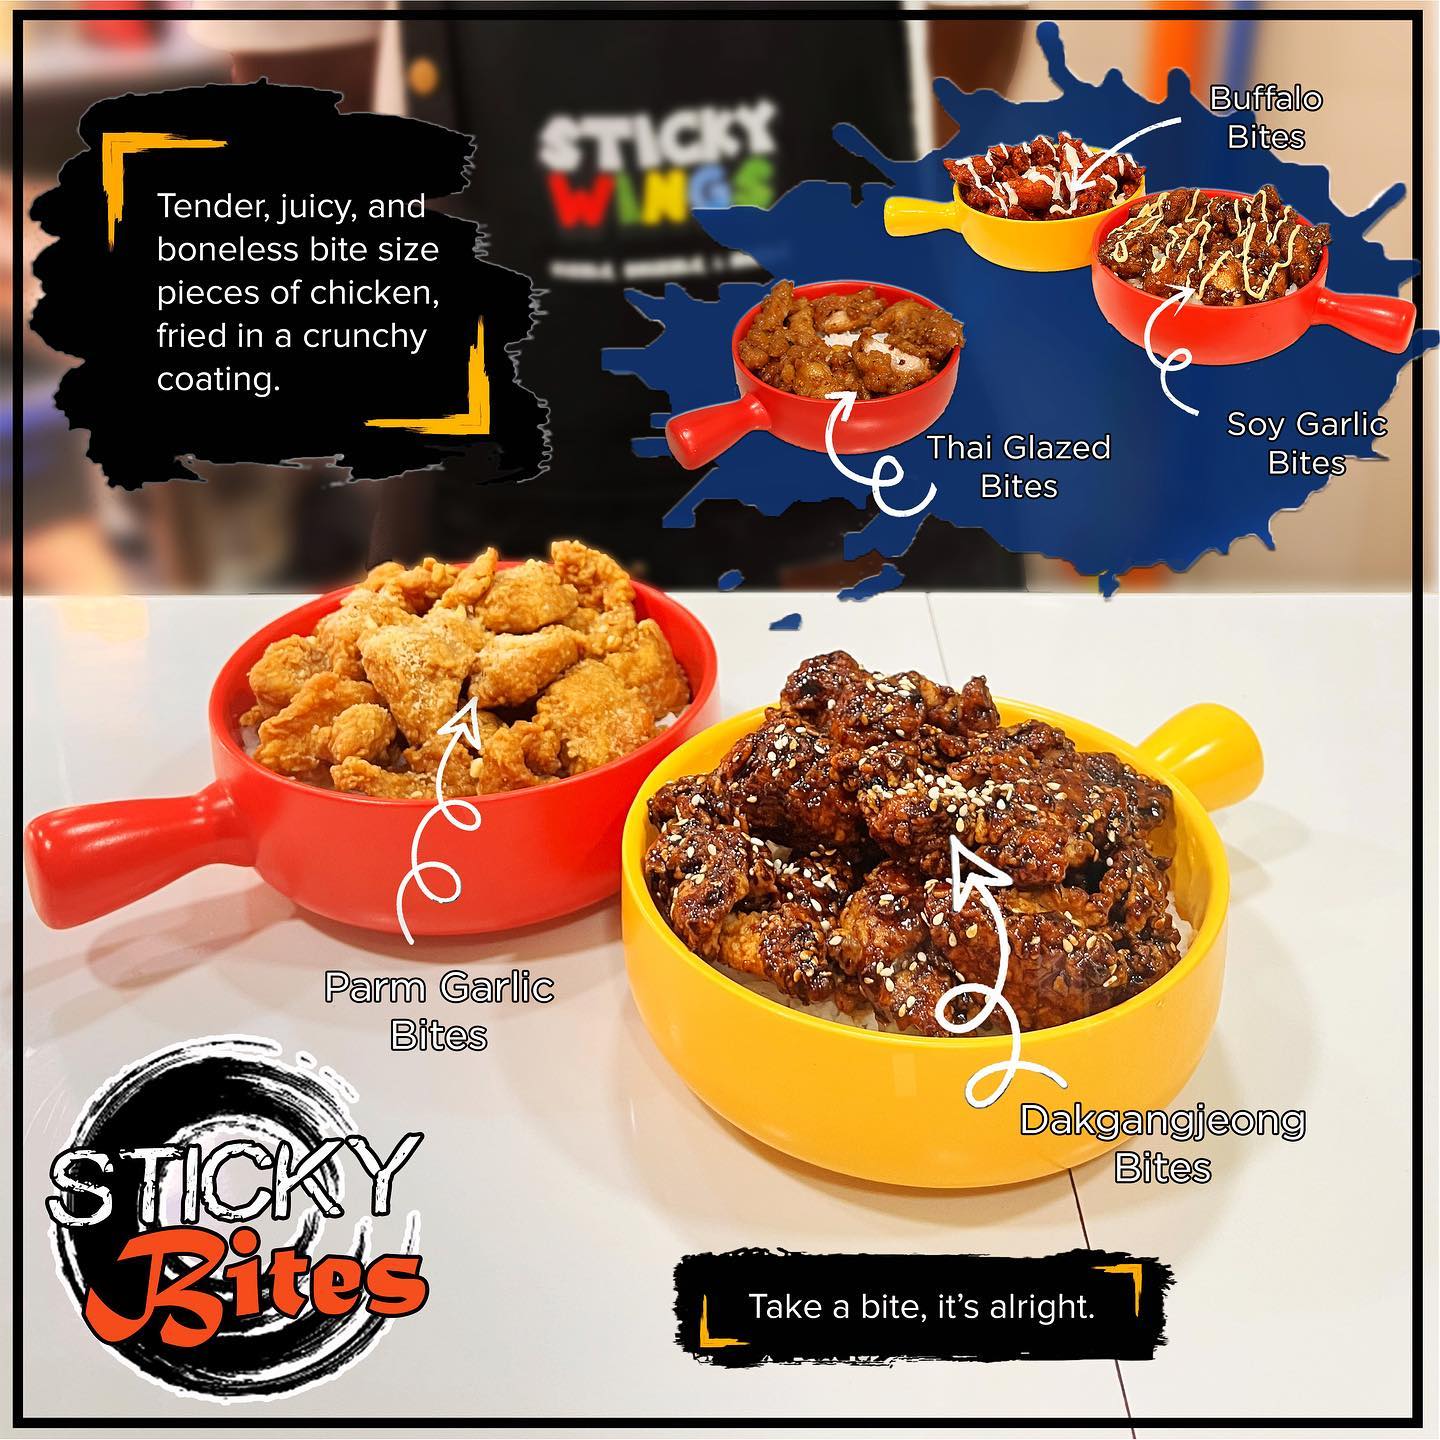 Tender, juicy, and
boneless bite size
pieces of chicken,
fried in a crunchy
coating.
STICKY
WINGS
Buffalo
Bites
Soy Garlic
Bites
Thai Glazed
Bites
Parm Garlic
Bites
Dakgangjeong
Bites
STICKY
Bites
Take a bite, it's alright.